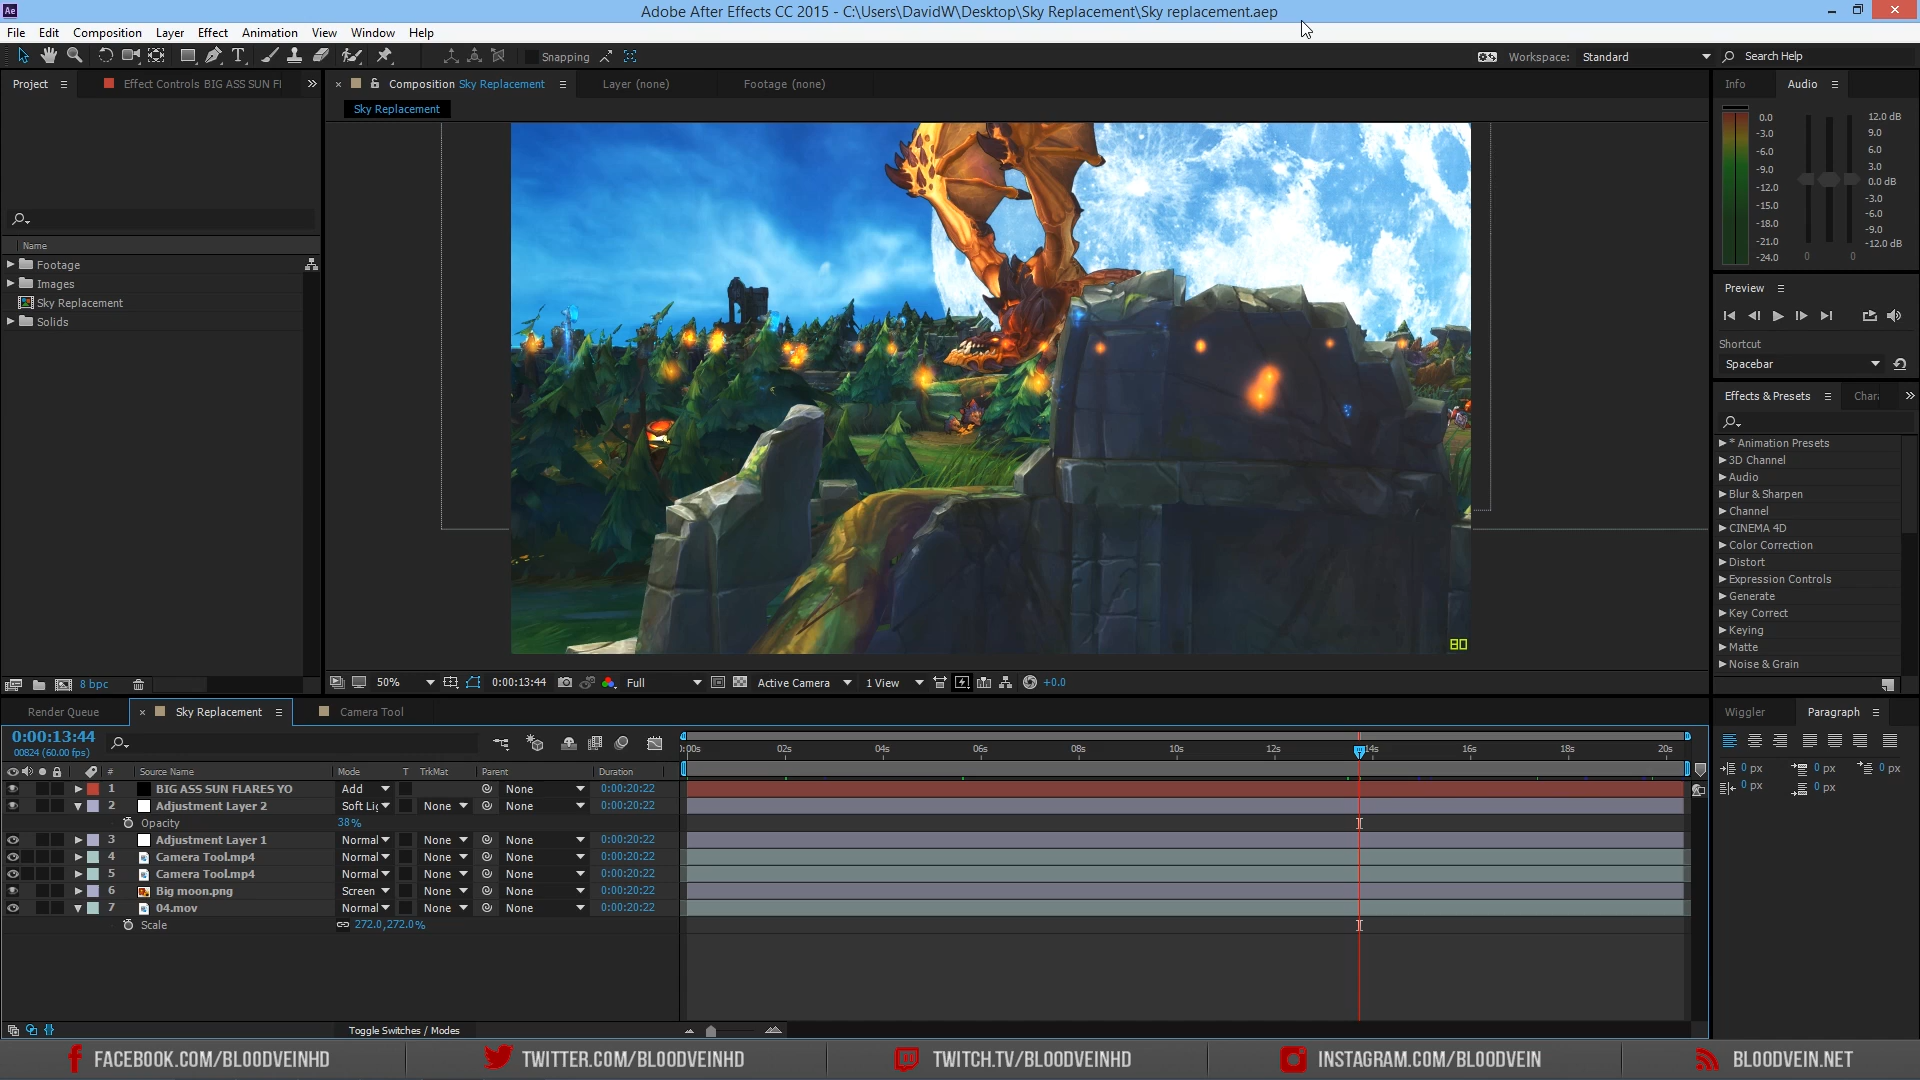 Ae
Adobe After Effects CC 2015 - C:\Users\DavidW\Desktop\Sky Replacement\Sky replacement.aep
File Edit Composition Layer Effect Animation View Window Help
T Snapping Workspace: Standard Search Help
Project Effect Controls BIG ASS SUN Fl Composition Sky Replacement Layer (none) Footage (none) Info Audio
Sky Replacement
0.0
-3.0
-6.0
-9.0
-12.0
-15.0
-18.0
-21.0
-24.0
12.0 dB
9.0
6.0
3.0
0.0 dB
-3.0
-6.0
-9.0
-12.0 dB
0 0
Name
Footage
Images
Sky Replacement
Solids
Preview
Shortcut
Spacebar
Effects & Presets Char
* Animation Presets
3D Channel
Audio
Blur & Sharpen
Channel
CINEMA 4D
Color Correction
Distort
Expression Controls
Generate
Key Correct
Keying
Matte
Noise & Grain
80
8 bpc
50% 0:00:13:44 Full Active Camera 1 View +0.0
Render Queue Sky Replacement Camera Tool Wiggler Paragraph
0:00:13:44
00824 (60.00 fps)
):00s 02s 04s 06s 08s 10s 12s 14s 16s 18s 20s
# Source Name Mode T TrkMat Parent Duration
1 BIG ASS SUN FLARES YO Add None 0:00:20:22
2 Adjustment Layer 2 Soft Lig None None 0:00:20:22
Opacity 38%
3 Adjustment Layer 1 Normal None None 0:00:20:22
4 Camera Tool.mp4 Normal None None 0:00:20:22
5 Camera Tool.mp4 Normal None None 0:00:20:22
6 Big moon.png Screen None None 0:00:20:22
7 04.mov Normal None None 0:00:20:22
Scale 272.0,272.0%
0 px 0 px 0 px
0 px 0 px
Toggle Switches / Modes
FACEBOOK.COM/BLOODVEINHD TWITTER.COM/BLOODVEINHD TWITCH.TV/BLOODVEINHD INSTAGRAM.COM/BLOODVEIN BLOODVEIN.NET